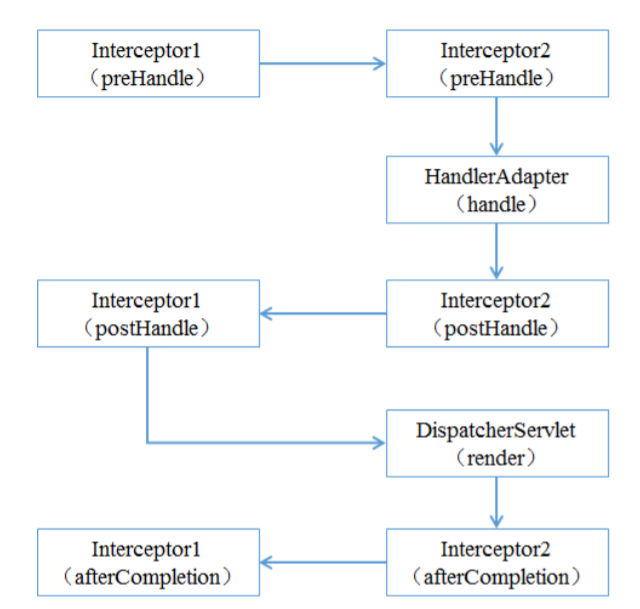 Interceptor1
（preHandle）
Interceptor2
（preHandle）
HandlerAdapter
（handle）
Interceptor1
（postHandle）
Interceptor2
（postHandle）
DispatcherServlet
（render）
Interceptor1
（afterCompletion）
Interceptor2
（afterCompletion）